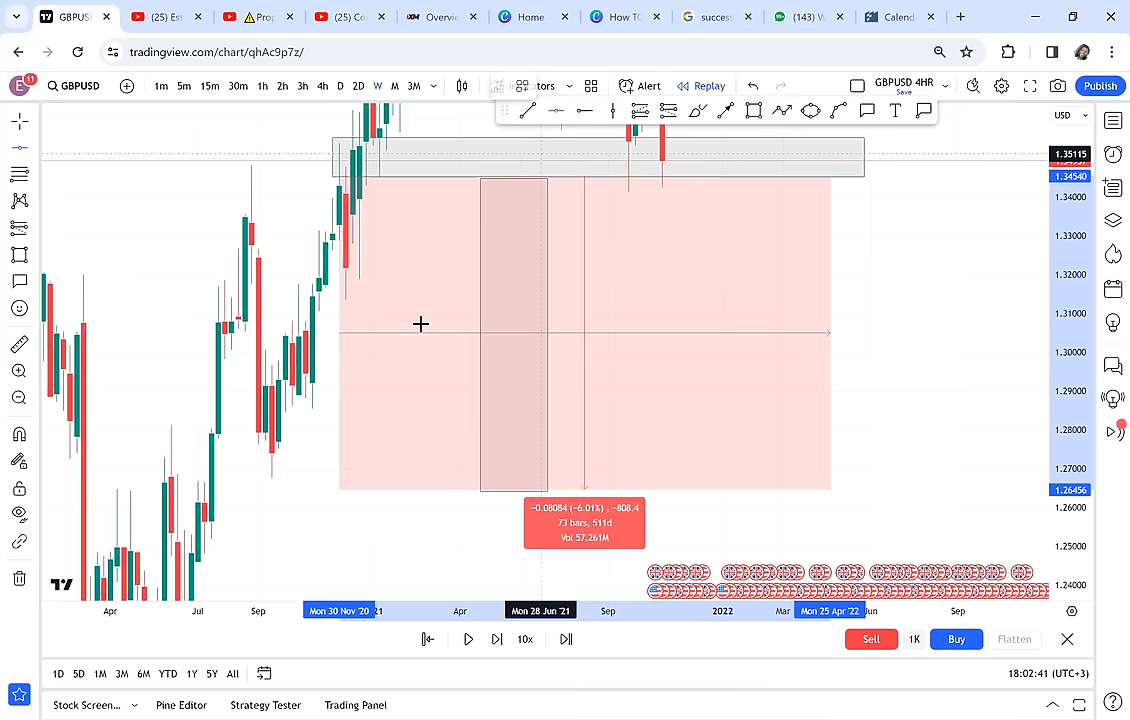 GBPUS
(25) Est
⚠Prop
(25) Co
XM Overvie
Home -
How TO
success
(143) W
Calend
tradingview.com/chart/qhAc9p7z/
E 11
GBPUSD
1m 5m 15m 30m 1h 2h 3h 4h D 2D W M 3M
Alert
Replay
GBPUSD 4HR
Save
Publish
USD
1.35115
1.34540
1.34000
1.33000
1.32000
1.31000
1.30000
1.29000
1.28000
1.27000
1.26456
1.26000
1.25000
1.24000
−0.08084 (−6.01%) , −808.4
73 bars, 511d
Vol 57.261M
Apr Jul Sep Mon 30 Nov '20 21 Apr Mon 28 Jun '21 Sep 2022 Mar Mon 25 Apr '22 Jun Sep
10x
Sell 1K Buy Flatten
1D 5D 1M 3M 6M YTD 1Y 5Y All
18:02:41 (UTC+3)
Stock Screen... Pine Editor Strategy Tester Trading Panel